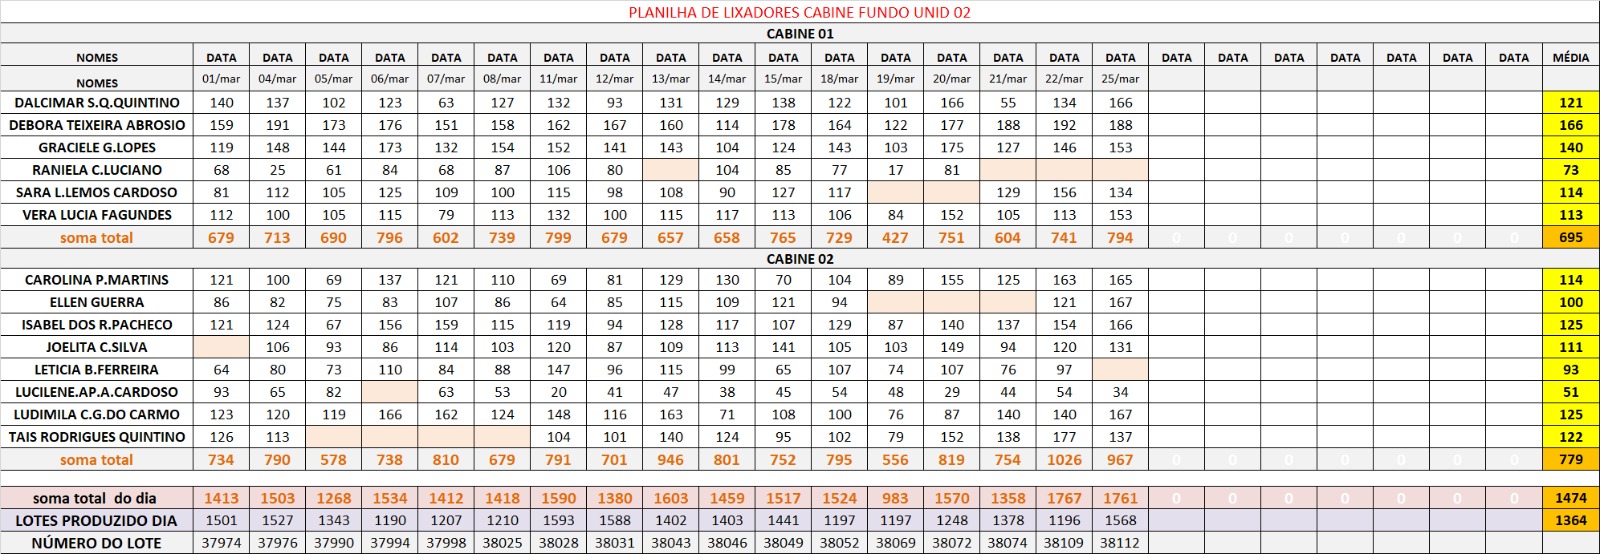 PLANILHA DE LIXADORES CABINE FUNDO UNID 02
CABINE 01
NOMES DATA DATA DATA DATA DATA DATA DATA DATA DATA DATA DATA DATA DATA DATA DATA DATA DATA DATA DATA DATA DATA DATA DATA DATA MÉDIA
NOMES 01/mar 04/mar 05/mar 06/mar 07/mar 08/mar 11/mar 12/mar 13/mar 14/mar 15/mar 18/mar 19/mar 20/mar 21/mar 22/mar 25/mar
DALCIMAR S.Q.QUINTINO 140 137 102 123 63 127 132 93 131 129 138 122 101 166 55 134 166 121
DEBORA TEIXEIRA ABROSIO 159 191 173 176 151 158 162 167 160 114 178 164 122 177 188 192 188 166
GRACIELE G.LOPES 119 148 144 173 132 154 152 141 143 104 124 143 103 175 127 146 153 140
RANIELA C.LUCIANO 68 25 61 84 68 87 106 80 104 85 77 17 81 73
SARA L.LEMOS CARDOSO 81 112 105 125 109 100 115 98 108 90 127 117 129 156 134 114
VERA LUCIA FAGUNDES 112 100 105 115 79 113 132 100 115 117 113 106 84 152 105 113 153 113
soma total 679 713 690 796 602 739 799 679 657 658 765 729 427 751 604 741 794 0 0 0 0 0 0 0 695
CABINE 02
CAROLINA P.MARTINS 121 100 69 137 121 110 69 81 129 130 70 104 89 155 125 163 165 114
ELLEN GUERRA 86 82 75 83 107 86 64 85 115 109 121 94 121 167 100
ISABEL DOS R.PACHECO 121 124 67 156 159 115 119 94 128 117 107 129 87 140 137 154 166 125
JOELITA C.SILVA 106 93 86 114 103 120 87 109 113 141 105 103 149 94 120 131 111
LETICIA B.FERREIRA 64 80 73 110 84 88 147 96 115 99 65 107 74 107 76 97 93
LUCILENE.AP.A.CARDOSO 93 65 82 63 53 20 41 47 38 45 54 48 29 44 54 34 51
LUDIMILA C.G.DO CARMO 123 120 119 166 162 124 148 116 163 71 108 100 76 87 140 140 167 125
TAIS RODRIGUES QUINTINO 126 113 104 101 140 124 95 102 79 152 138 177 137 122
soma total 734 790 578 738 810 679 791 701 946 801 752 795 556 819 754 1026 967 0 0 0 0 0 0 0 779
soma total do dia 1413 1503 1268 1534 1412 1418 1590 1380 1603 1459 1517 1524 983 1570 1358 1767 1761 0 0 0 0 0 0 0 1474
LOTES PRODUZIDO DIA 1501 1527 1343 1190 1207 1210 1593 1588 1402 1403 1441 1197 1197 1248 1378 1196 1568 1364
NÚMERO DO LOTE 37974 37976 37990 37994 37998 38025 38028 38031 38043 38046 38049 38052 38069 38072 38074 38109 38112